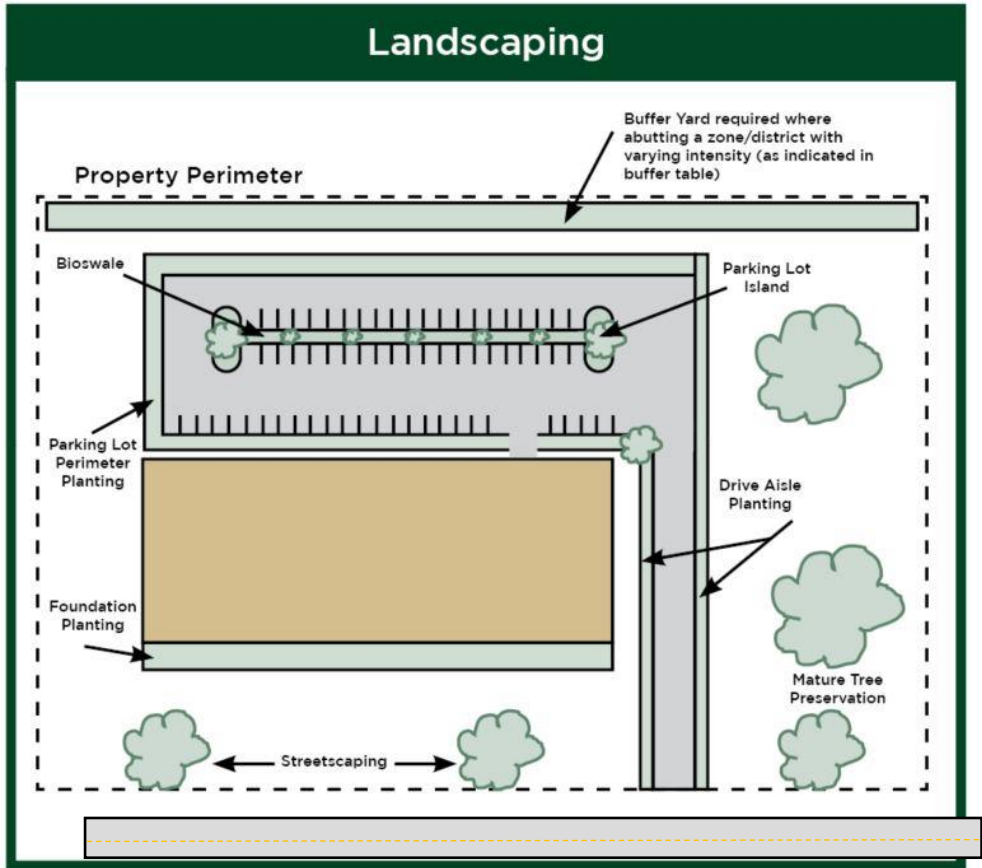 Landscaping
Buffer Yard required where
abutting a zone/district with
varying intensity (as indicated in
buffer table)
Property Perimeter
Bioswale
Parking Lot
Island
Parking Lot
Perimeter
Planting
Drive Aisle
Planting
Foundation
Planting
Mature Tree
Preservation
Streetscaping